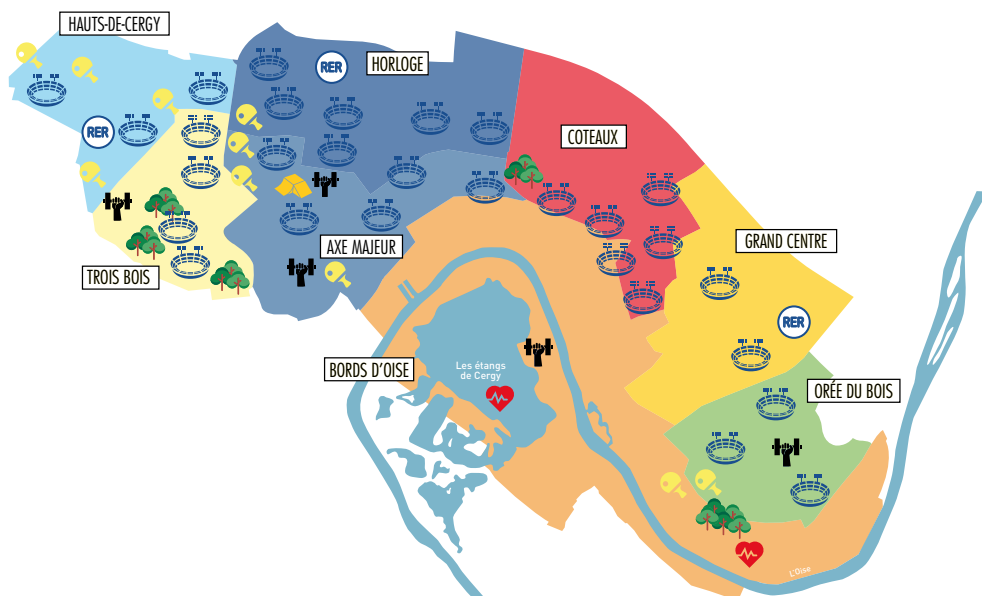 HAUTS-DE-CERGY
RER
HORLOGE
RER
COTEAUX
GRAND CENTRE
AXE MAJEUR
TROIS BOIS
RER
BORDS D'OISE
Les étangs
de Cergy
ORÉE DU BOIS
L'Oise